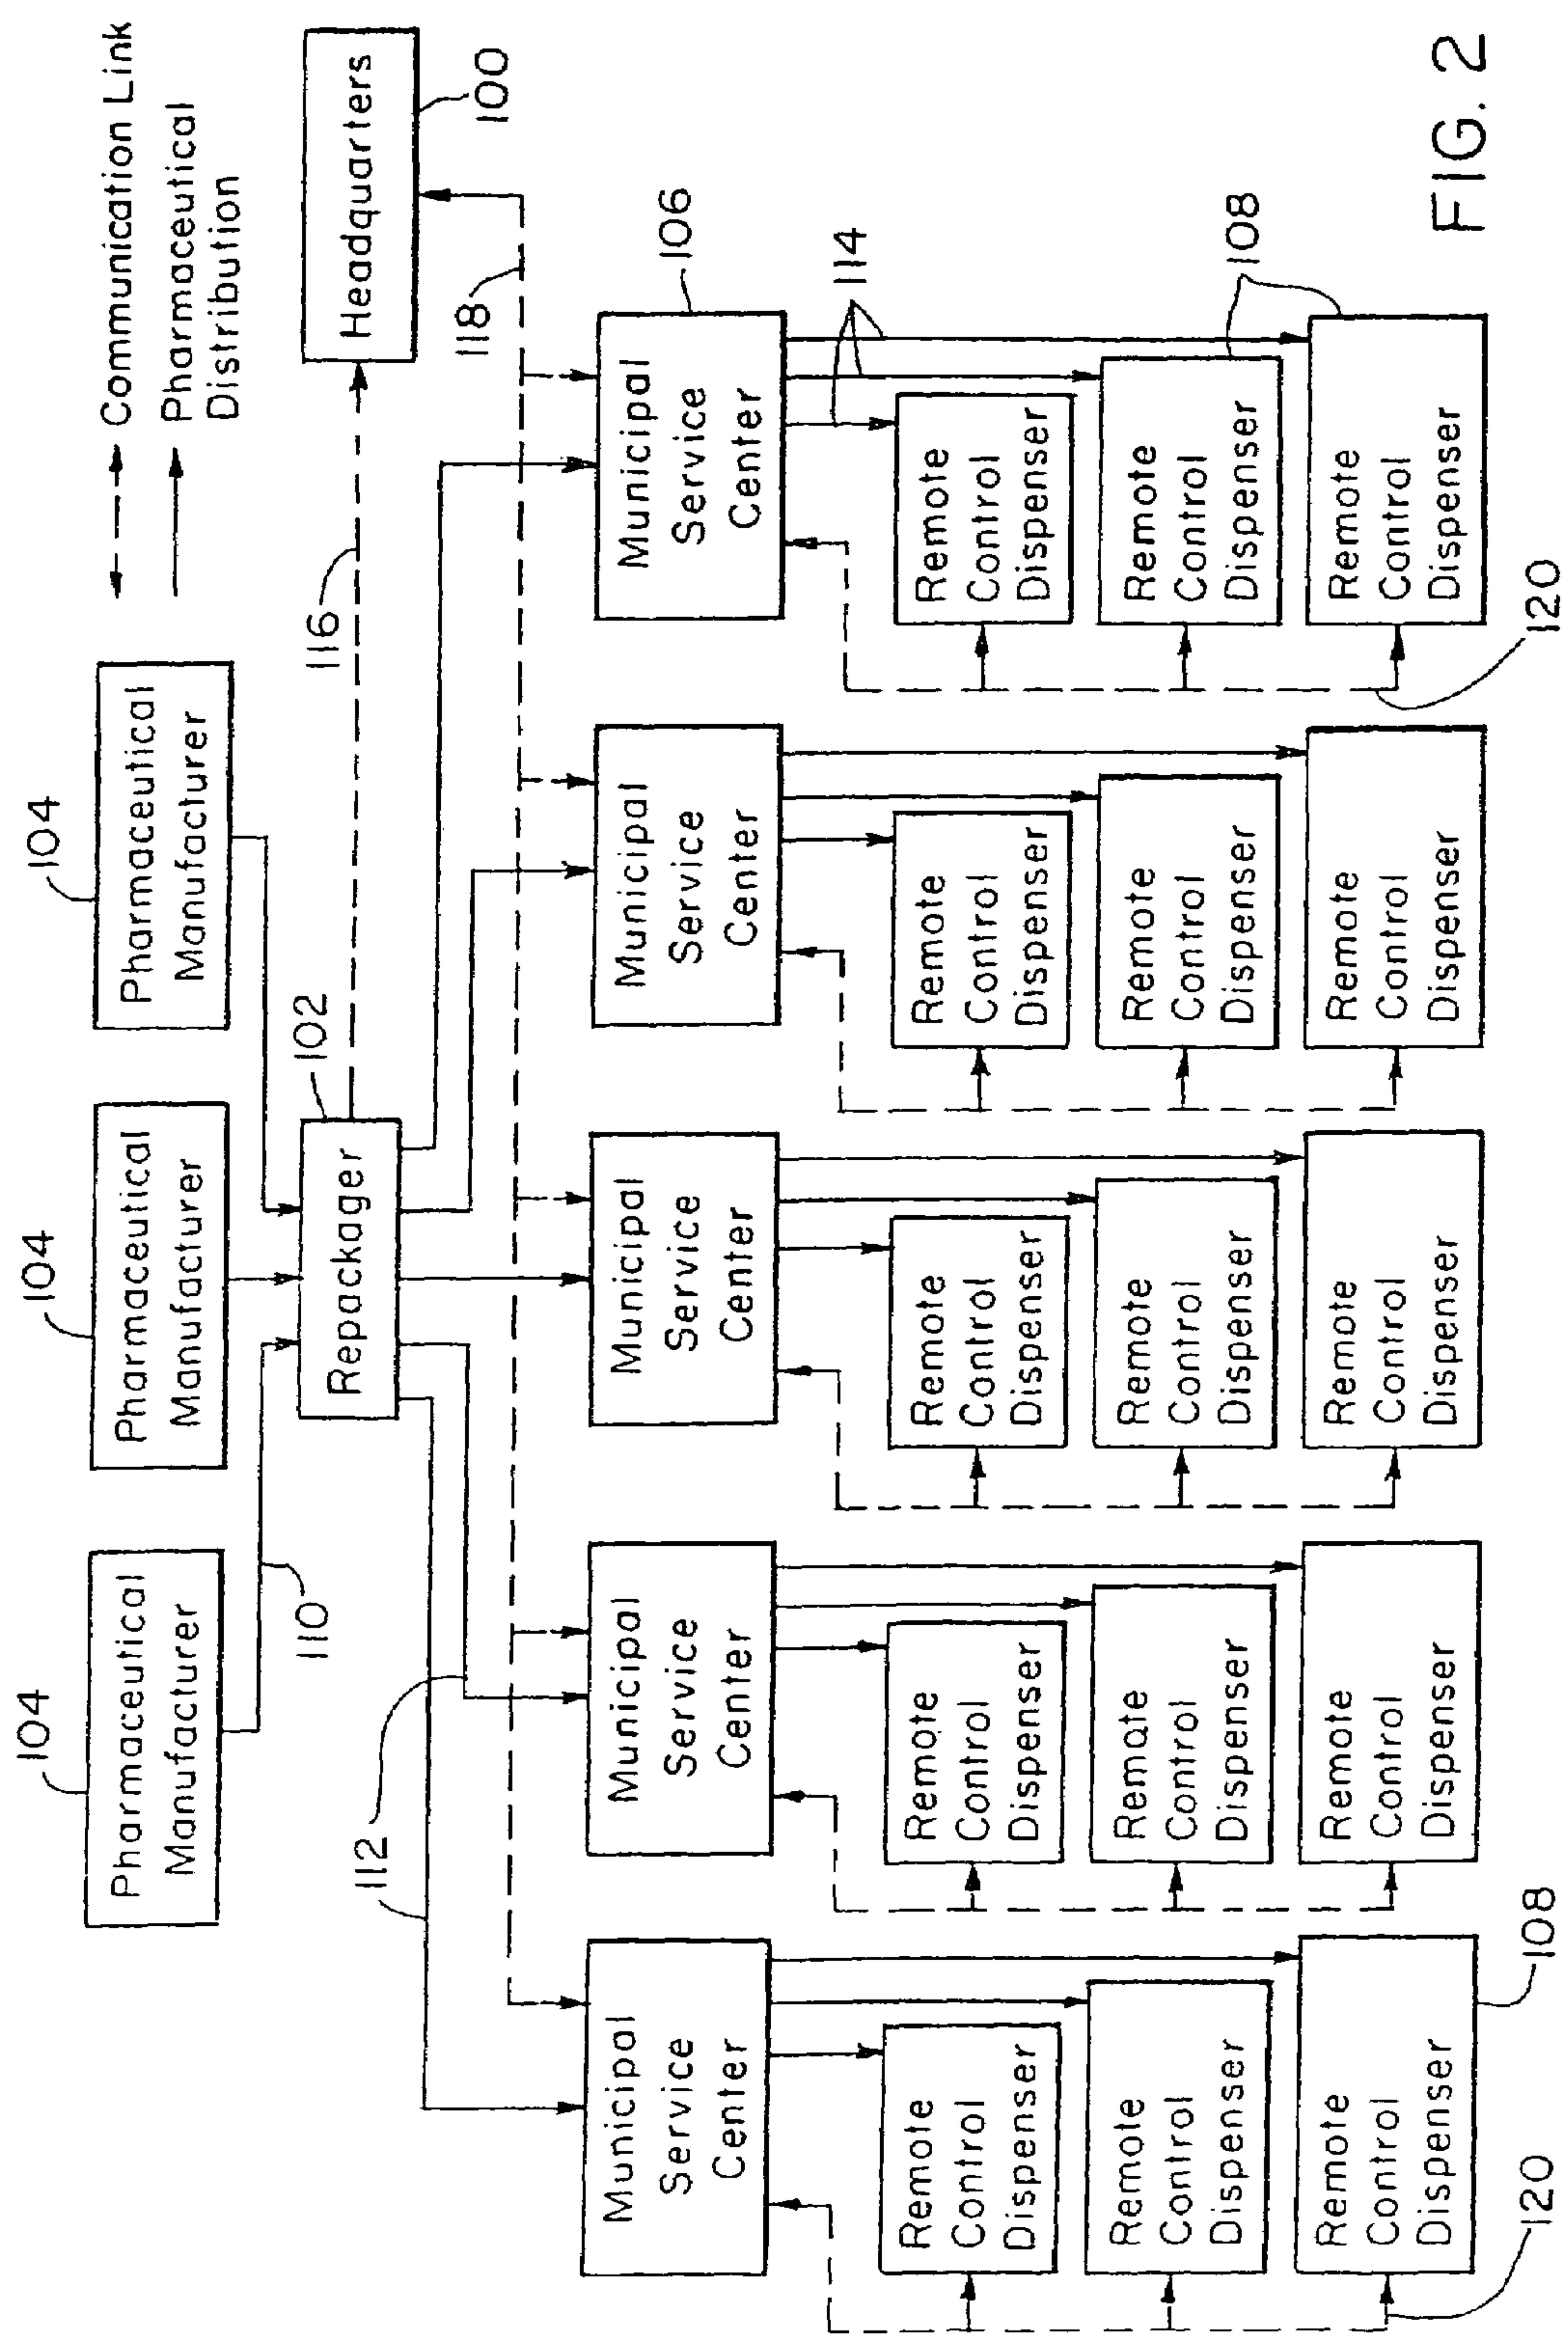 104
104
104
Pharmaceutical
Manufacturer
Pharmaceutical
Manufacturer
Pharmaceutical
Manufacturer
Communication Link
Pharmaceutical
Distribution
110
102
116
Repackager
Headquarters
100
112
118
Municipal
Service
Center
Municipal
Service
Center
Municipal
Service
Center
Municipal
Service
Center
Municipal
Service
Center
106
114
Remote
Control
Dispenser
Remote
Control
Dispenser
Remote
Control
Dispenser
Remote
Control
Dispenser
Remote
Control
Dispenser
Remote
Control
Dispenser
Remote
Control
Dispenser
Remote
Control
Dispenser
Remote
Control
Dispenser
Remote
Control
Dispenser
108
Remote
Control
Dispenser
Remote
Control
Dispenser
Remote
Control
Dispenser
Remote
Control
Dispenser
Remote
Control
Dispenser
120
108
120
FIG. 2